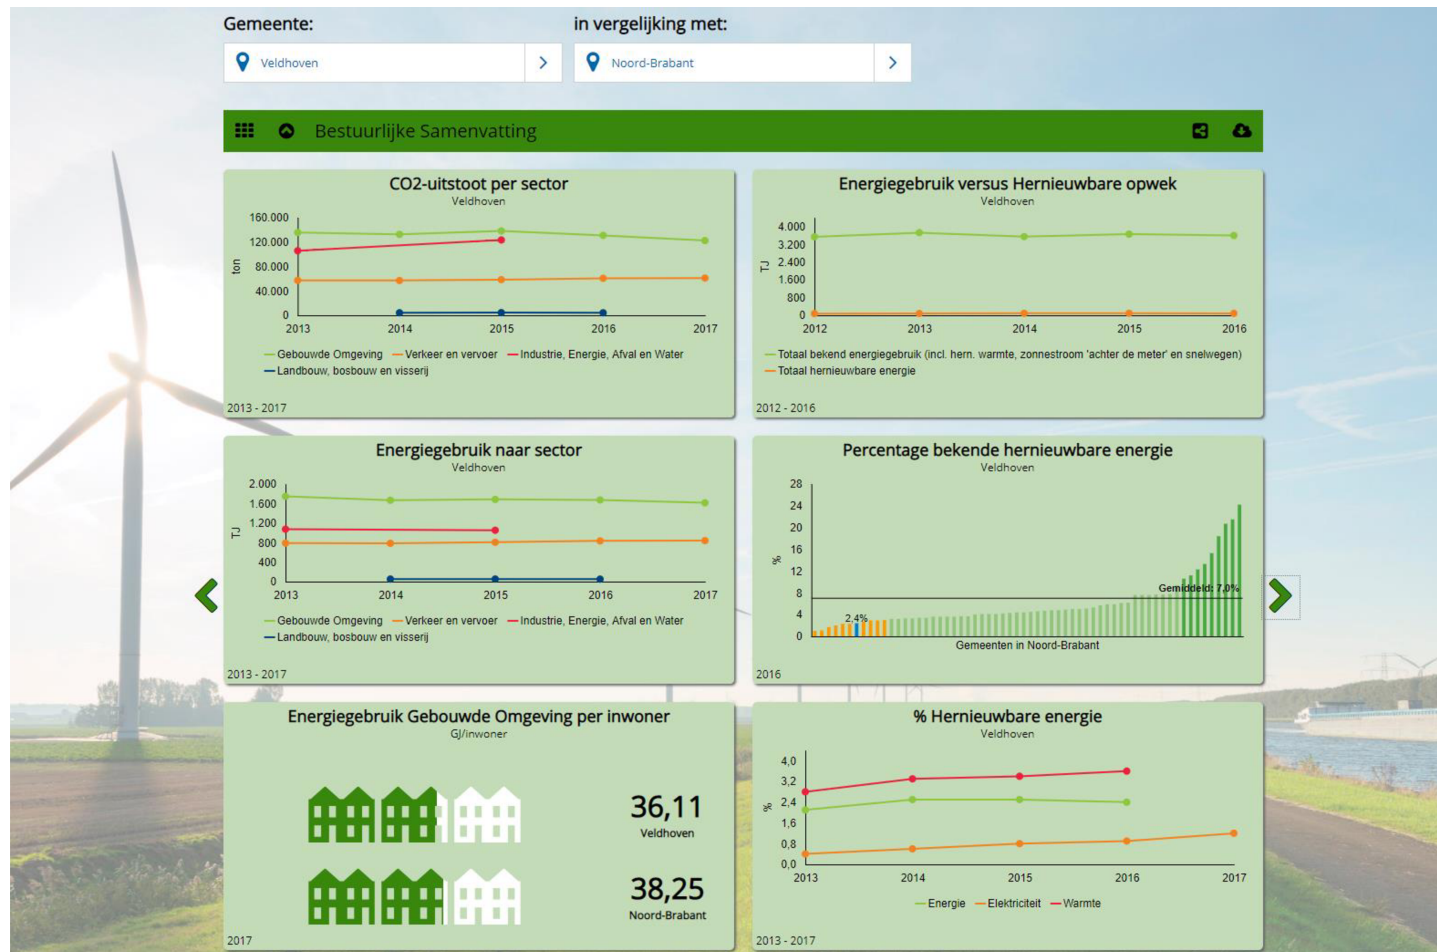 Gemeente:
in vergelijking met:
Veldhoven
Noord-Brabant
Bestuurlijke Samenvatting
CO2-uitstoot per sector
Veldhoven
160.000
120.000
80.000
40.000
0
ton
2013 2014 2015 2016 2017
Gebouwde Omgeving Verkeer en vervoer Industrie, Energie, Afval en Water
Landbouw, bosbouw en visserij
2013 - 2017
Energiegebruik versus Hernieuwbare opwek
Veldhoven
4.000
3.200
2.400
1.600
800
0
TJ
2012 2013 2014 2015 2016
Totaal bekend energiegebruik (incl. hern. warmte, zonnestroom 'achter de meter' en snelwegen)
Totaal hernieuwbare energie
2012 - 2016
Energiegebruik naar sector
Veldhoven
2.000
1.600
1.200
800
400
0
TJ
2013 2014 2015 2016 2017
Gebouwde Omgeving Verkeer en vervoer Industrie, Energie, Afval en Water
Landbouw, bosbouw en visserij
2013 - 2017
Percentage bekende hernieuwbare energie
Veldhoven
28
24
20
16
12
8
4
0
%
Gemiddeld: 7,0%
2,4%
Gemeenten in Noord-Brabant
2016
Energiegebruik Gebouwde Omgeving per inwoner
GJ/inwoner
36,11
Veldhoven
38,25
Noord-Brabant
2017
% Hernieuwbare energie
Veldhoven
4,0
3,2
2,4
1,6
0,8
0,0
%
2013 2014 2015 2016 2017
Energie Elektriciteit Warmte
2013 - 2017